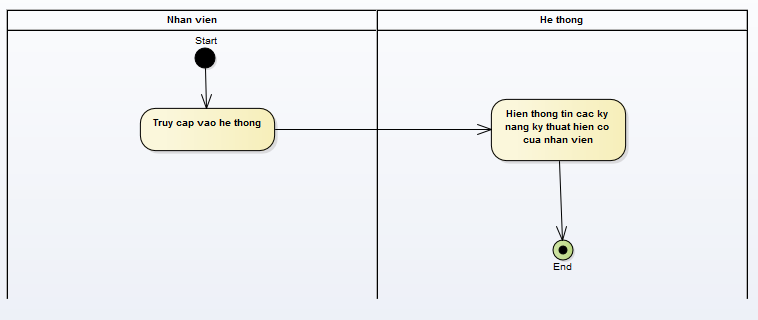 Nhan vien
He thong
Start
Truy cap vao he thong
Hien thong tin cac ky
nang ky thuat hien co
cua nhan vien
End